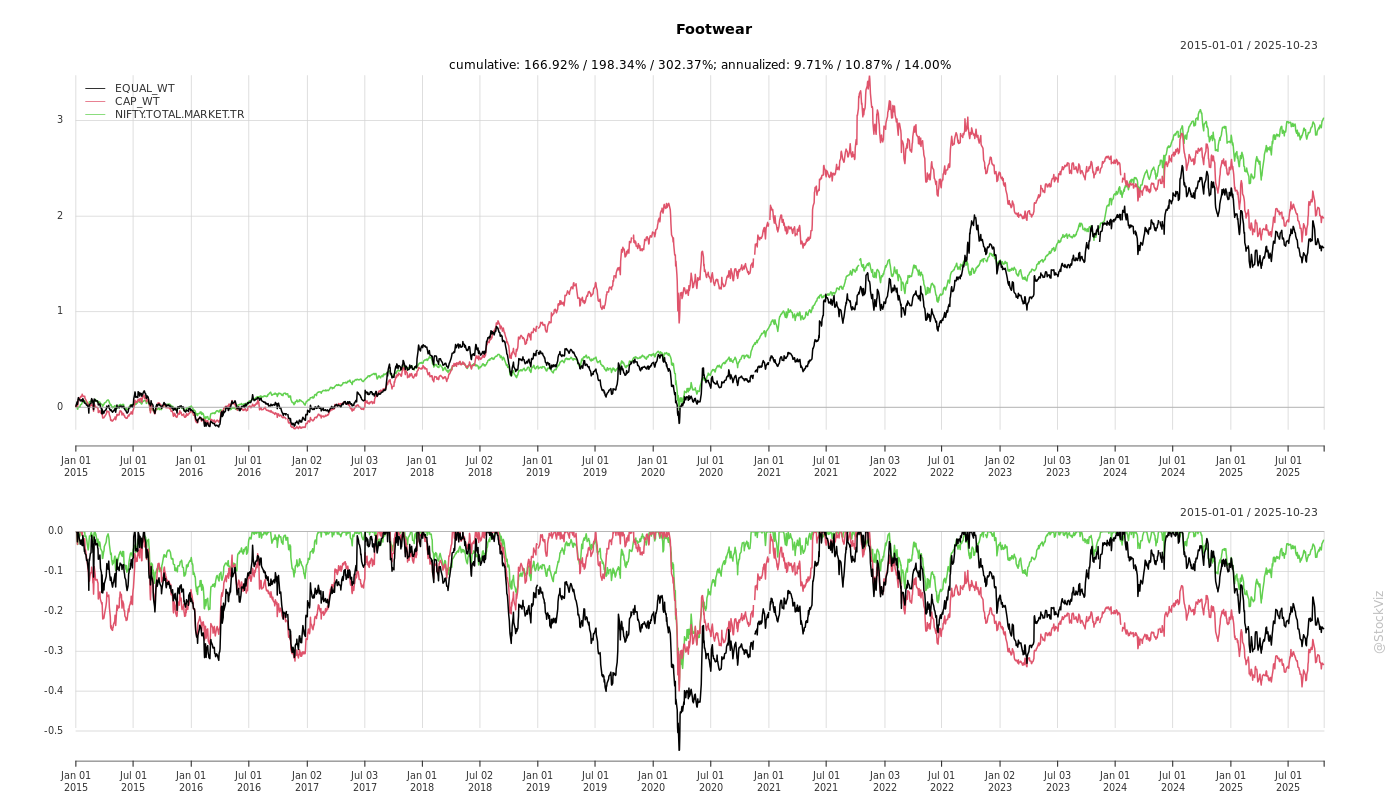 Footwear
2015-01-01 / 2025-10-23
cumulative: 166.92% / 198.34% / 302.37%; annualized: 9.71% / 10.87% / 14.00%
EQUAL_WT
CAP_WT
NIFTY.TOTAL.MARKET.TR
3
2
1
0
Jan 01 Jul 01 Jan 01 Jul 01 Jan 02 Jul 03 Jan 01 Jul 02 Jan 01 Jul 01 Jan 01 Jul 01 Jan 01 Jul 01 Jan 03 Jul 01 Jan 02 Jul 03 Jan 01 Jul 01 Jan 01 Jul 01
2015 2015 2016 2016 2017 2017 2018 2018 2019 2019 2020 2020 2021 2021 2022 2022 2023 2023 2024 2024 2025 2025
2015-01-01 / 2025-10-23
0.0
-0.1
-0.2
-0.3
-0.4
-0.5
Jan 01 Jul 01 Jan 01 Jul 01 Jan 02 Jul 03 Jan 01 Jul 02 Jan 01 Jul 01 Jan 01 Jul 01 Jan 01 Jul 01 Jan 03 Jul 01 Jan 02 Jul 03 Jan 01 Jul 01 Jan 01 Jul 01
2015 2015 2016 2016 2017 2017 2018 2018 2019 2019 2020 2020 2021 2021 2022 2022 2023 2023 2024 2024 2025 2025
@StockViz